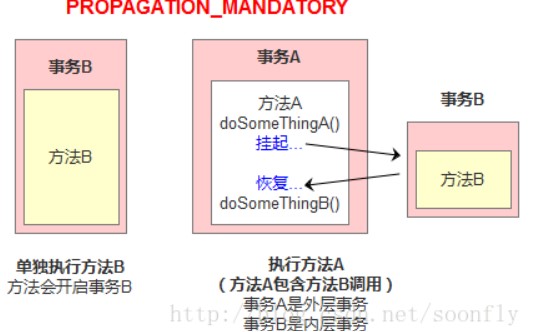 PROPAGATION_MANDATORY
事务B
方法B
单独执行方法B
方法会开启事务B
事务A
方法A
doSomeThingA()
挂起...
恢复...
doSomeThingB()
事务B
方法B
执行方法A
（方法A包含方法B调用）
事务A是外层事务
事务B是内层事务
http://blog.csdn.net/soonfly